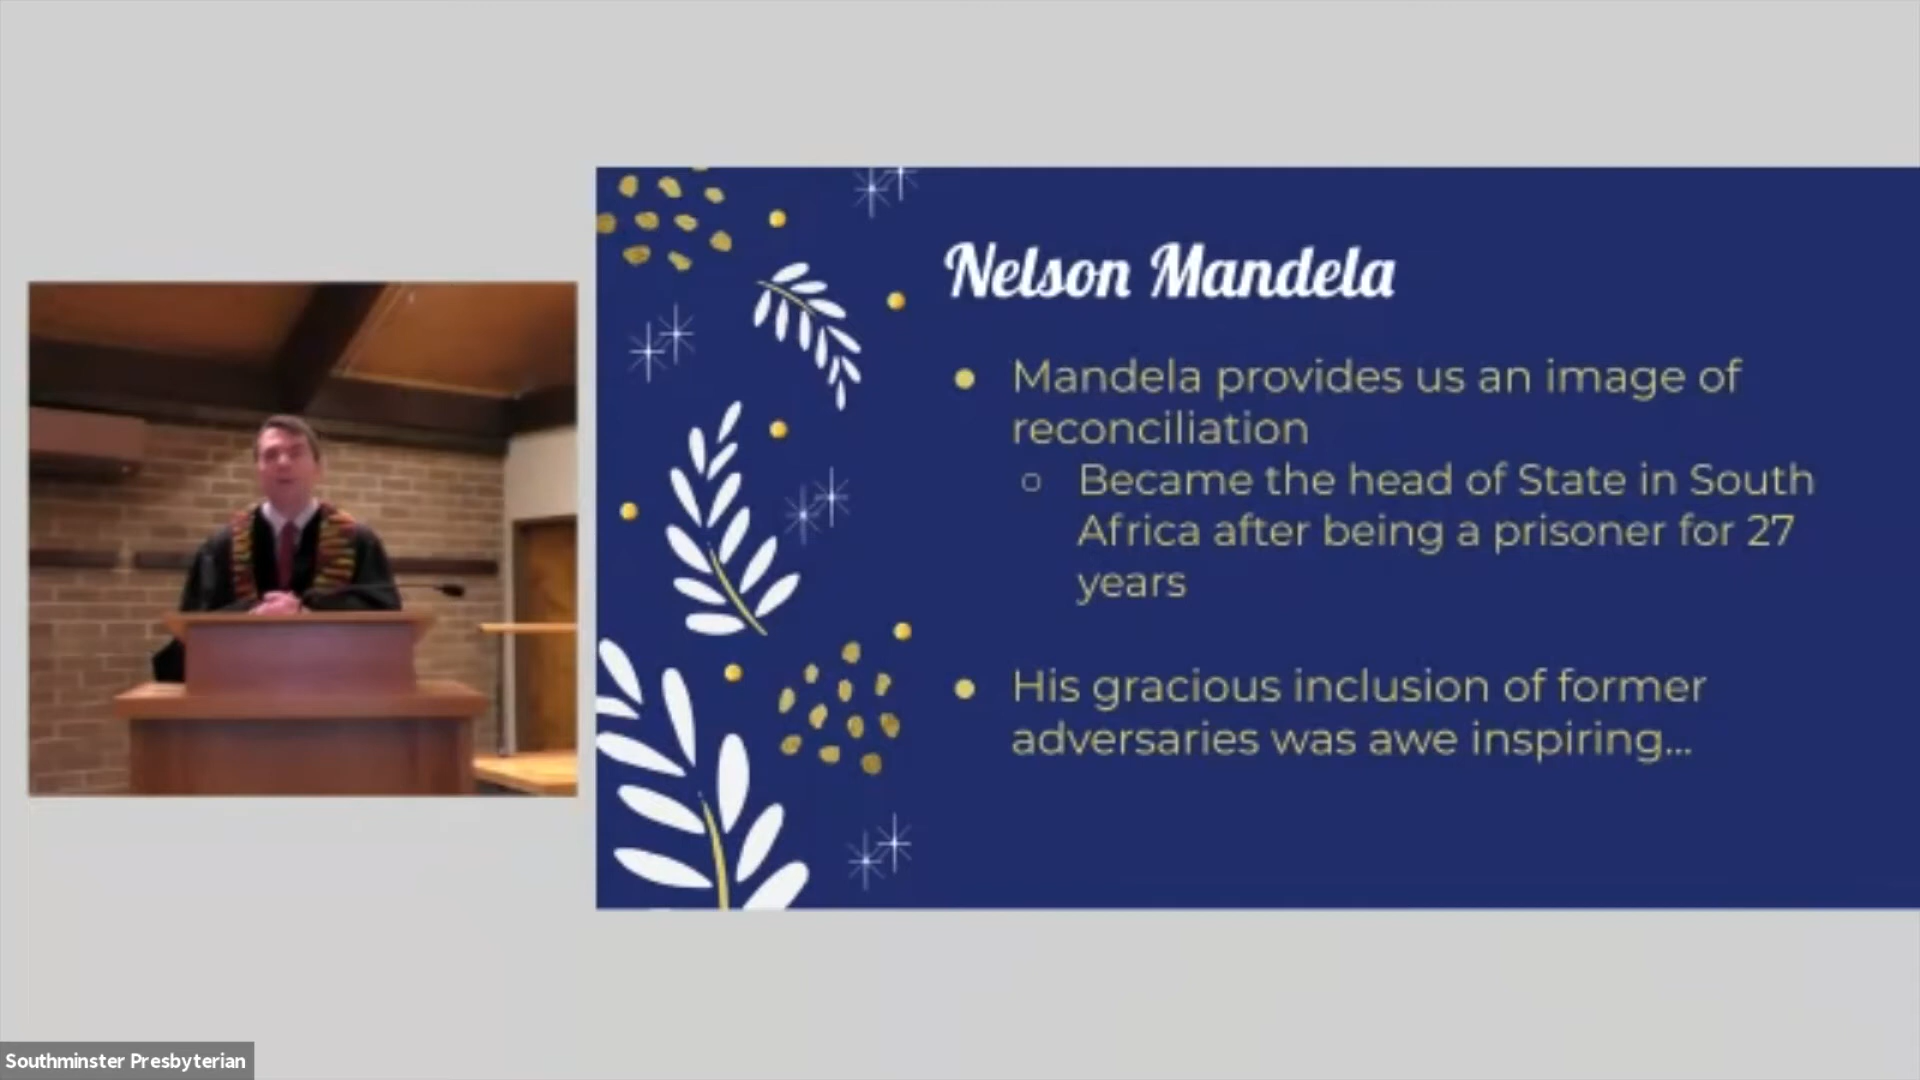 Nelson Mandela
● Mandela provides us an image of
reconciliation
○ Became the head of State in South
Africa after being a prisoner for 27
years
● His gracious inclusion of former
adversaries was awe inspiring...
Southminster Presbyterian